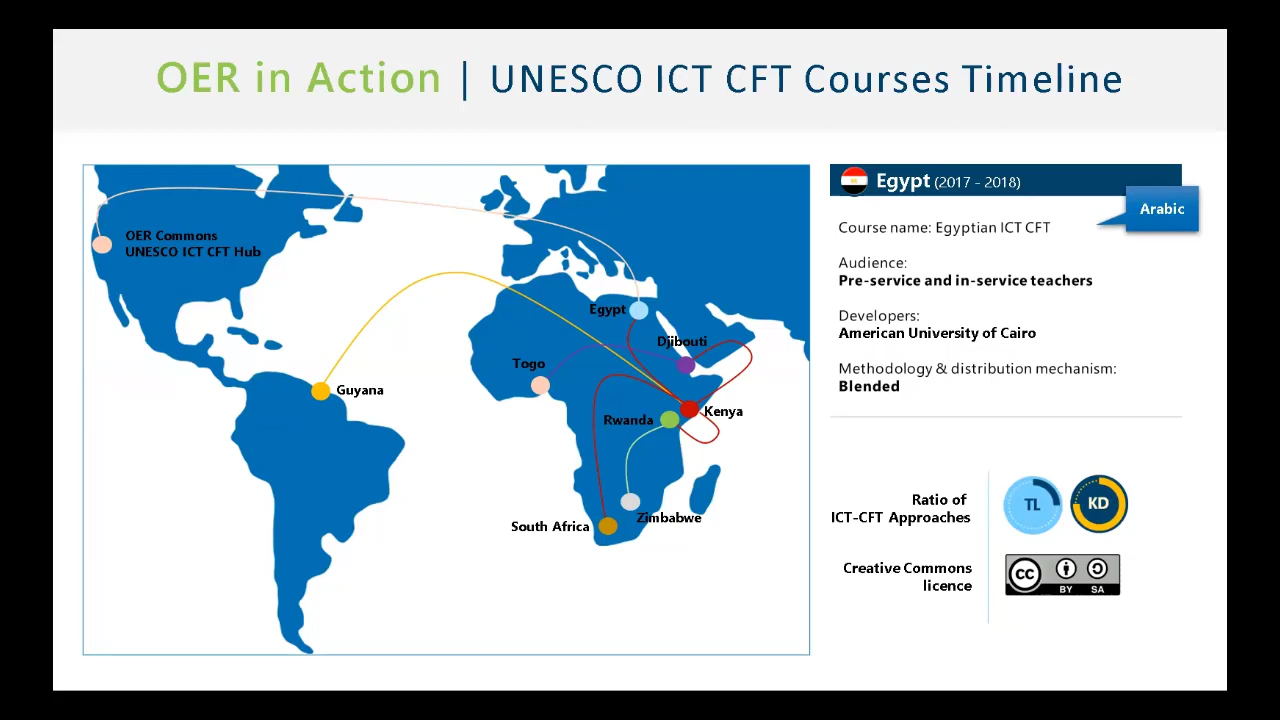 OER in Action | UNESCO ICT CFT Courses Timeline
OER Commons
UNESCO ICT CFT Hub
Egypt
Djibouti
Togo
Guyana
Kenya
Rwanda
Zimbabwe
South Africa
Egypt (2017 - 2018)
Arabic
Course name: Egyptian ICT CFT
Audience:
Pre-service and in-service teachers
Developers:
American University of Cairo
Methodology & distribution mechanism:
Blended
Ratio of
ICT-CFT Approaches
TL
KD
Creative Commons
licence
cc
BY SA